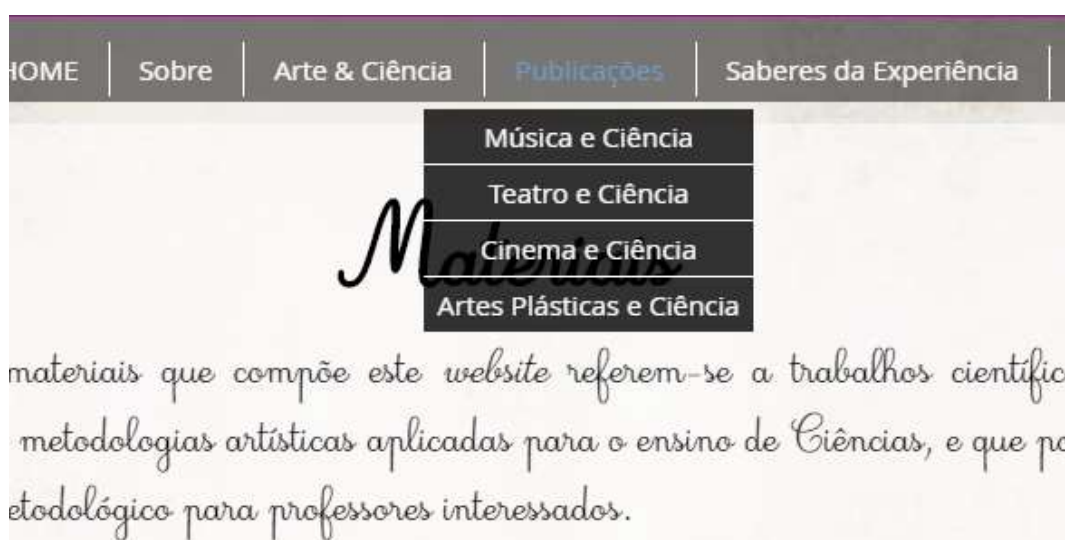 HOME Sobre Arte & Ciência Publicações Saberes da Experiência
Música e Ciência
Teatro e Ciência
Cinema e Ciência
Artes Plásticas e Ciência
Materiais
materiais que compõe este website referem-se a trabalhos científic
metodologias artísticas aplicadas para o ensino de Ciências, e que po
etodológico para professores interessados.